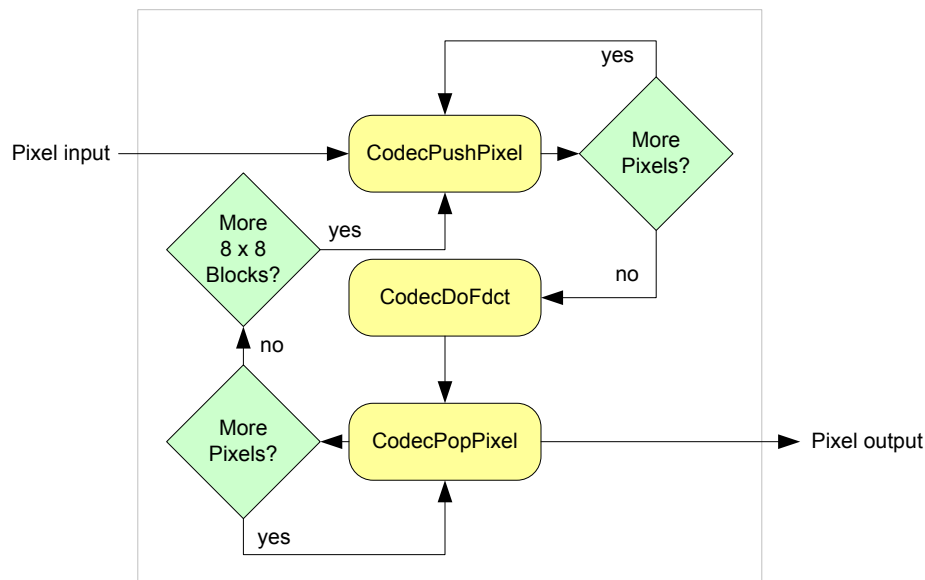 yes
Pixel input
CodecPushPixel
More
Pixels?
More
8 x 8
Blocks?
yes
CodecDoFdct
no
no
More
Pixels?
CodecPopPixel
Pixel output
yes